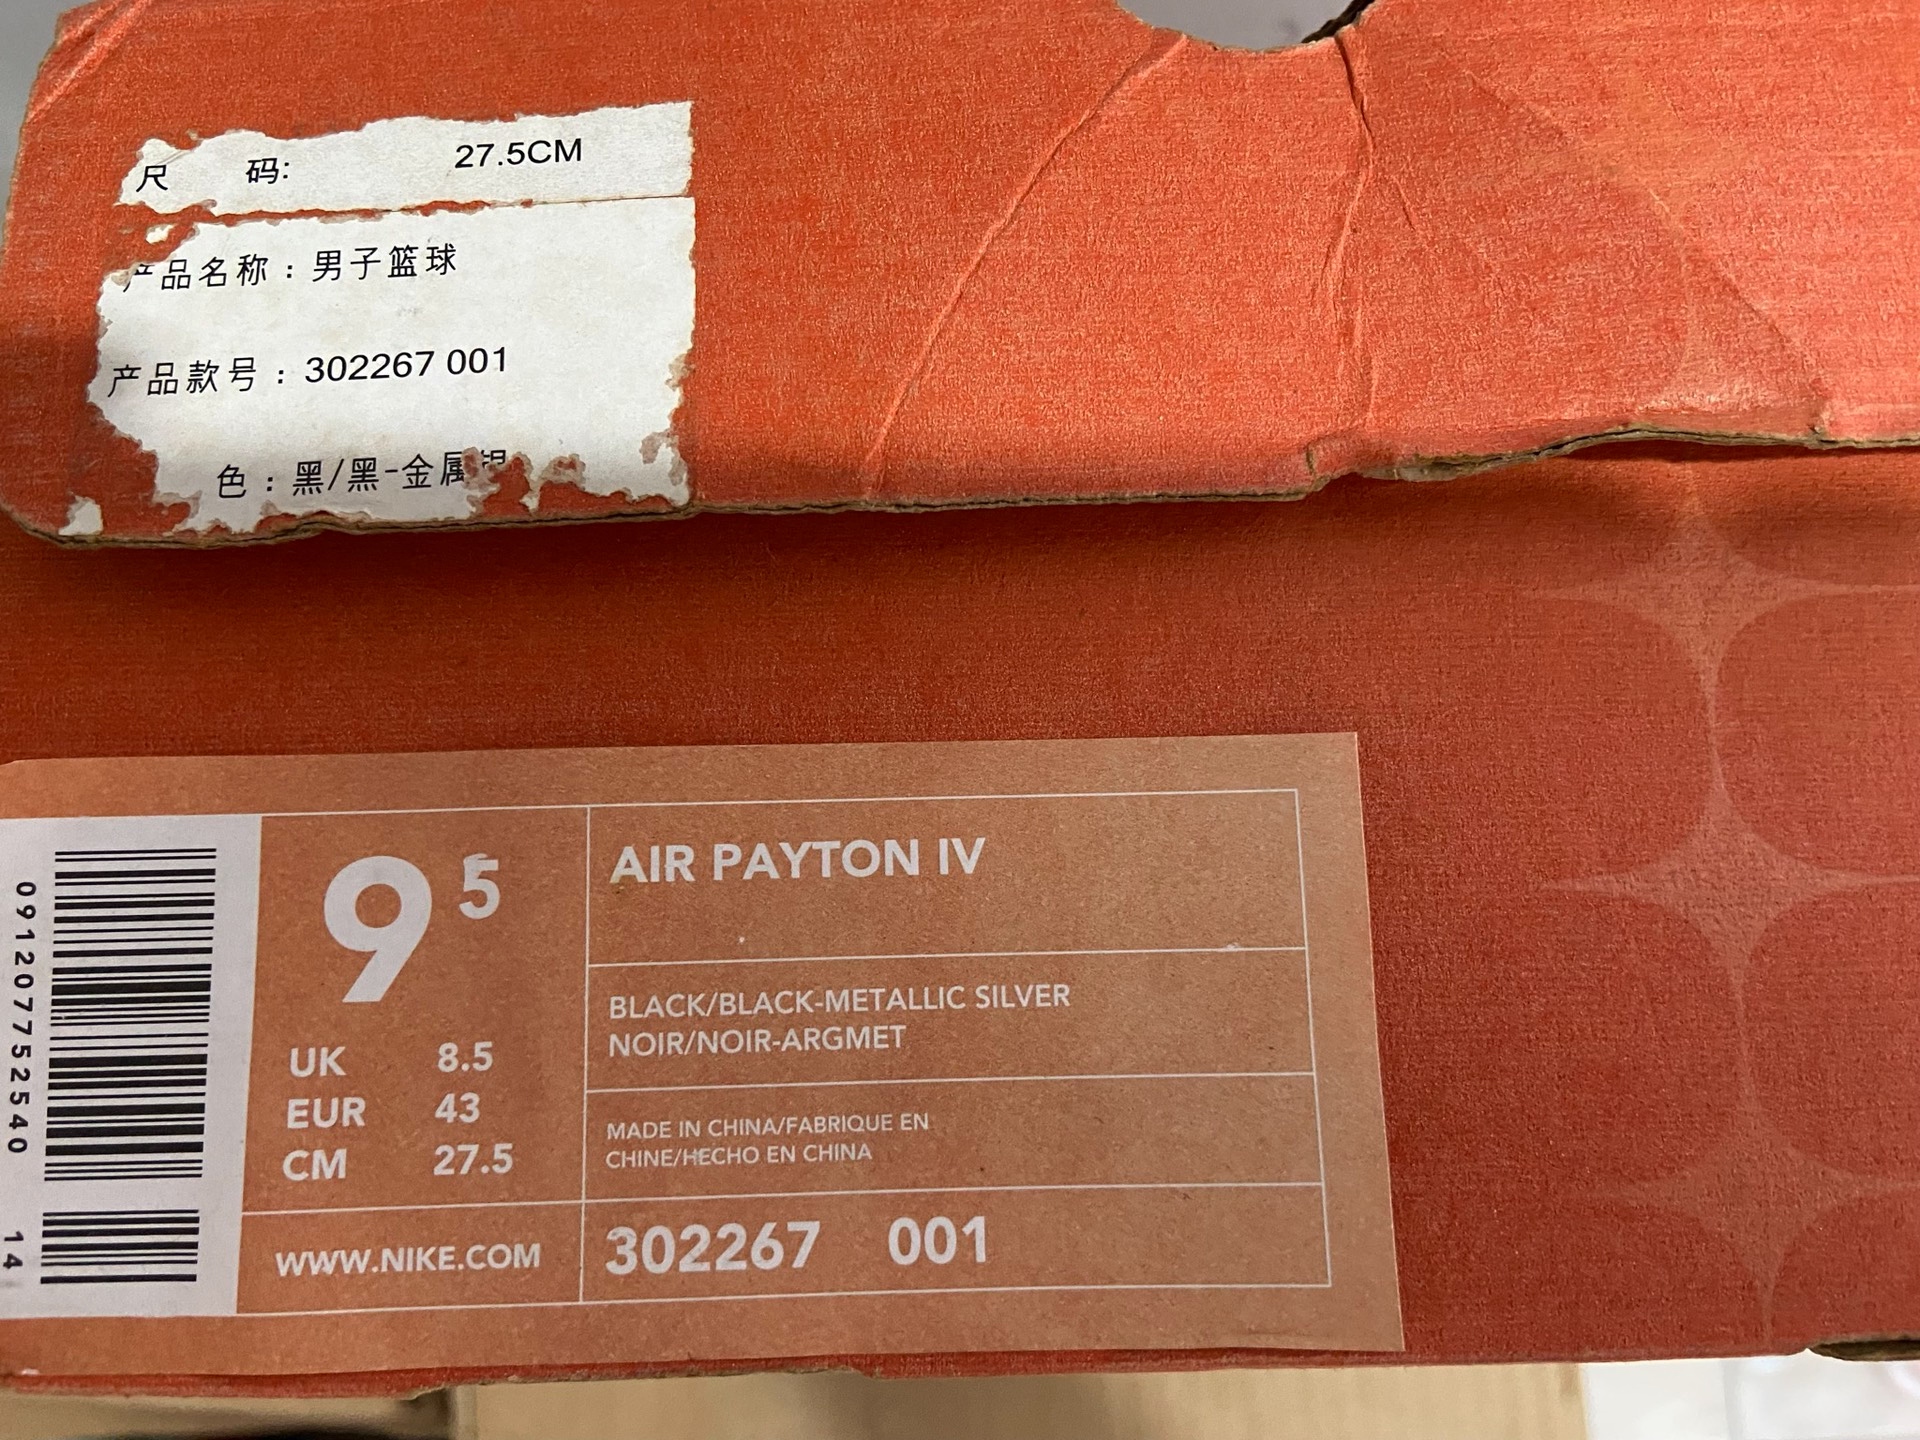 尺 码: 27.5CM
产品名称：男子篮球
产品款号：302267 001
色：黑/黑-金属银
091207752540 14
9 5
UK 8.5
EUR 43
CM 27.5
WWW.NIKE.COM
AIR PAYTON IV
BLACK/BLACK-METALLIC SILVER
NOIR/NOIR-ARGMET
MADE IN CHINA/FABRIQUE EN
CHINE/HECHO EN CHINA
302267 001